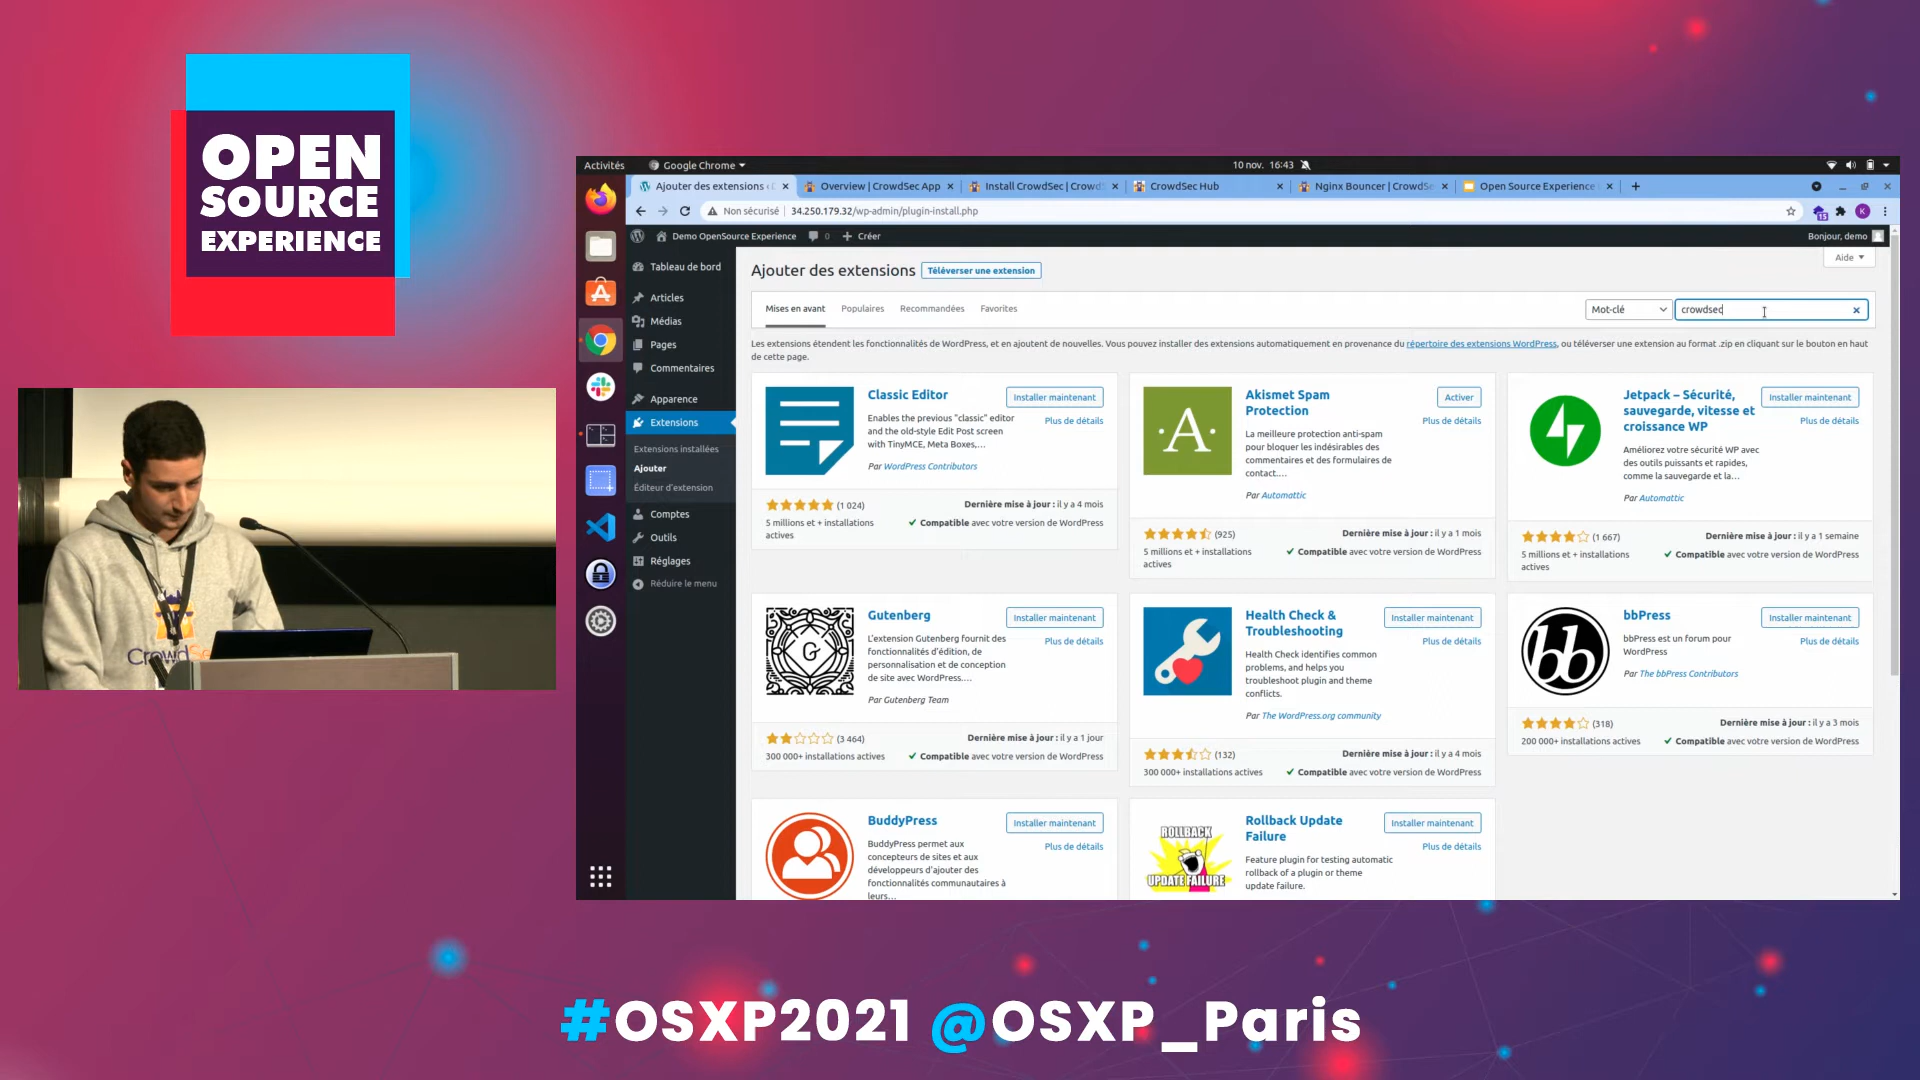 OPEN
SOURCE
EXPERIENCE
Activités
Google Chrome
10 nov. 16:43
Ajouter des extensions ‹
Overview | CrowdSec App
Install CrowdSec | Crowd
CrowdSec Hub
Nginx Bouncer | CrowdSe
Open Source Experience
Non sécurisé
34.250.179.32/wp-admin/plugin-install.php
15
K
Demo OpenSource Experience
0
Créer
Bonjour, demo
Tableau de bord
Articles
Médias
Pages
Commentaires
Apparence
Extensions
Extensions installées
Ajouter
Éditeur d'extension
Comptes
Outils
Réglages
Réduire le menu
Ajouter des extensions
Téléverser une extension
Aide
Mises en avant
Populaires
Recommandées
Favorites
Mot-clé
crowdsec
Les extensions étendent les fonctionnalités de WordPress, et en ajoutent de nouvelles. Vous pouvez installer des extensions automatiquement en provenance du répertoire des extensions WordPress, ou téléverser une extension au format .zip en cliquant sur le bouton en haut
de cette page.
Classic Editor
Installer maintenant
Plus de détails
Enables the previous "classic" editor
and the old-style Edit Post screen
with TinyMCE, Meta Boxes,…
Par WordPress Contributors
(1 024)
5 millions et + installations
actives
Dernière mise à jour : il y a 4 mois
Compatible avec votre version de WordPress
A
Akismet Spam
Protection
Activer
Plus de détails
La meilleure protection anti-spam
pour bloquer les indésirables des
commentaires et des formulaires de
contact.…
Par Automattic
(925)
5 millions et + installations
actives
Dernière mise à jour : il y a 1 mois
Compatible avec votre version de WordPress
Jetpack – Sécurité,
sauvegarde, vitesse et
croissance WP
Installer maintenant
Plus de détails
Améliorez votre sécurité WP avec
des outils puissants et rapides,
comme la sauvegarde et la…
Par Automattic
(1 667)
5 millions et + installations
actives
Dernière mise à jour : il y a 1 semaine
Compatible avec votre version de WordPress
G
Gutenberg
Installer maintenant
Plus de détails
L'extension Gutenberg fournit des
fonctionnalités d'édition, de
personnalisation et de conception
de site avec WordPress.…
Par Gutenberg Team
(3 464)
300 000+ installations actives
Dernière mise à jour : il y a 1 jour
Compatible avec votre version de WordPress
Health Check &
Troubleshooting
Installer maintenant
Plus de détails
Health Check identifies common
problems, and helps you
troubleshoot plugin and theme
conflicts.
Par The WordPress.org community
(132)
300 000+ installations actives
Dernière mise à jour : il y a 4 mois
Compatible avec votre version de WordPress
bb
bbPress
Installer maintenant
Plus de détails
bbPress est un forum pour
WordPress
Par The bbPress Contributors
(318)
200 000+ installations actives
Dernière mise à jour : il y a 3 mois
Compatible avec votre version de WordPress
BuddyPress
Installer maintenant
Plus de détails
BuddyPress permet aux
concepteurs de sites et aux
développeurs d'ajouter des
fonctionnalités communautaires à
leurs…
ROLLBACK
UPDATE FAILURE
Rollback Update
Failure
Installer maintenant
Plus de détails
Feature plugin for testing automatic
rollback of a plugin or theme
update failure.
CrowdSe
#OSXP2021 @OSXP_Paris